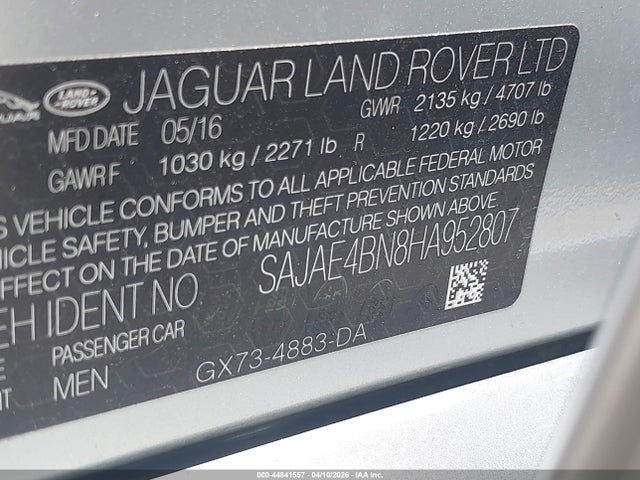 LAND ROVER
JAGUAR LAND ROVER LTD
MFD DATE 05/16 GVWR 2135 kg / 4707 lb
GAWR F 1030 kg / 2271 lb R 1220 kg / 2690 lb
VEHICLE CONFORMS TO ALL APPLICABLE FEDERAL MOTOR
VEHICLE SAFETY, BUMPER AND THEFT PREVENTION STANDARDS
EFFECT ON THE DATE OF MANUFACTURE SHOWN ABOVE
IDENT NO SAJAE4BN8HA952807
PASSENGER CAR
MEN GX73-4883-DA
000-44841557 | 04/10/2026 | IAA Inc.